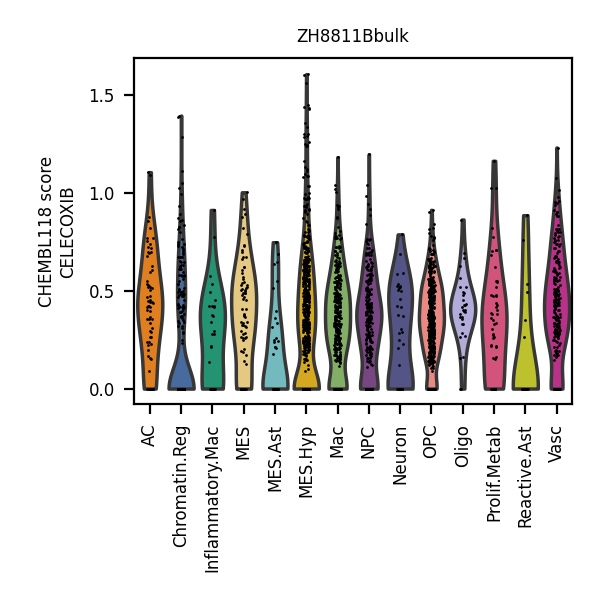 ZH8811Bbulk
CHEMBL118 score
CELECOXIB
1.5
1.0
0.5
0.0
AC
Chromatin.Reg
Inflammatory.Mac
MES
MES.Ast
MES.Hyp
Mac
NPC
Neuron
OPC
Oligo
Prolif.Metab
Reactive.Ast
Vasc